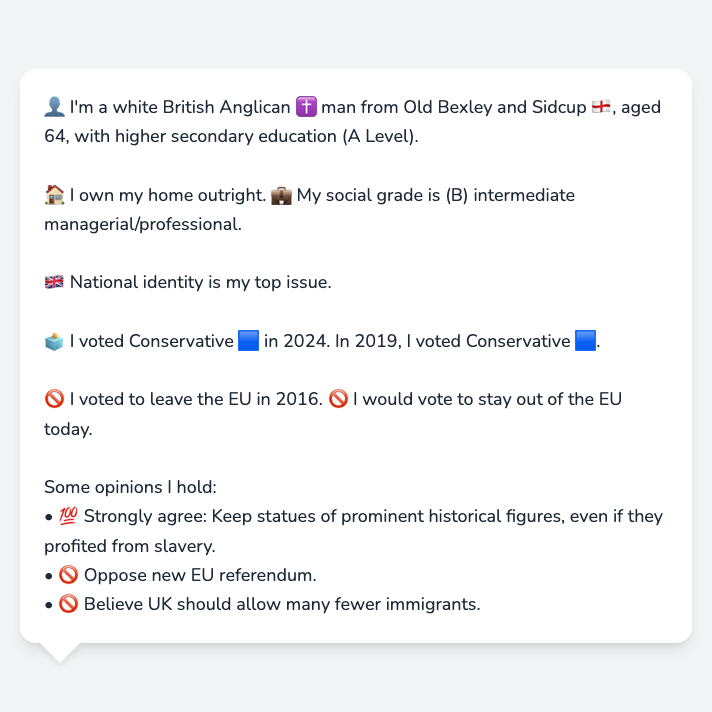 👤 I'm a white British Anglican ✝️ man from Old Bexley and Sidcup 🏴󠁧󠁢󠁥󠁮󠁧󠁿, aged
64, with higher secondary education (A Level).
🏠 I own my home outright. 💼 My social grade is (B) intermediate
managerial/professional.
🇬🇧 National identity is my top issue.
🗳️ I voted Conservative 🟦 in 2024. In 2019, I voted Conservative 🟦.
🚫 I voted to leave the EU in 2016. 🚫 I would vote to stay out of the EU
today.
Some opinions I hold:
• 💯 Strongly agree: Keep statues of prominent historical figures, even if they
profited from slavery.
• 🚫 Oppose new EU referendum.
• 🚫 Believe UK should allow many fewer immigrants.